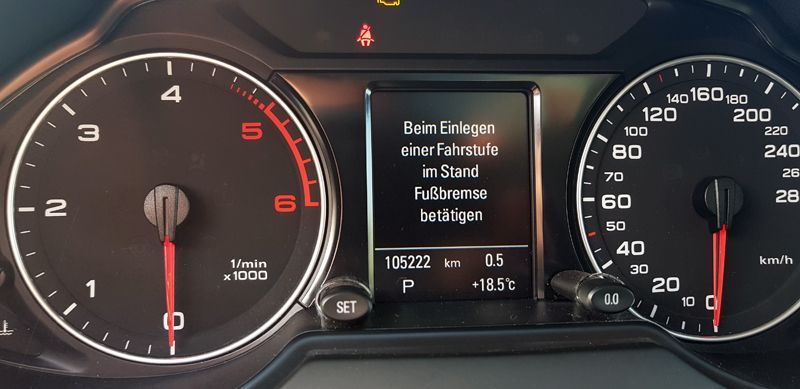 4
3
5
2
6
1/min
x1000
1
0
Beim Einlegen
einer Fahrstufe
im Stand
Fußbremse
betätigen
105222 km 0.5
P +18.5°C
SET
0.0
140 160 180
120 200
100 220
80 240
70 26
60 28
50
40 km/h
30
20
10 0